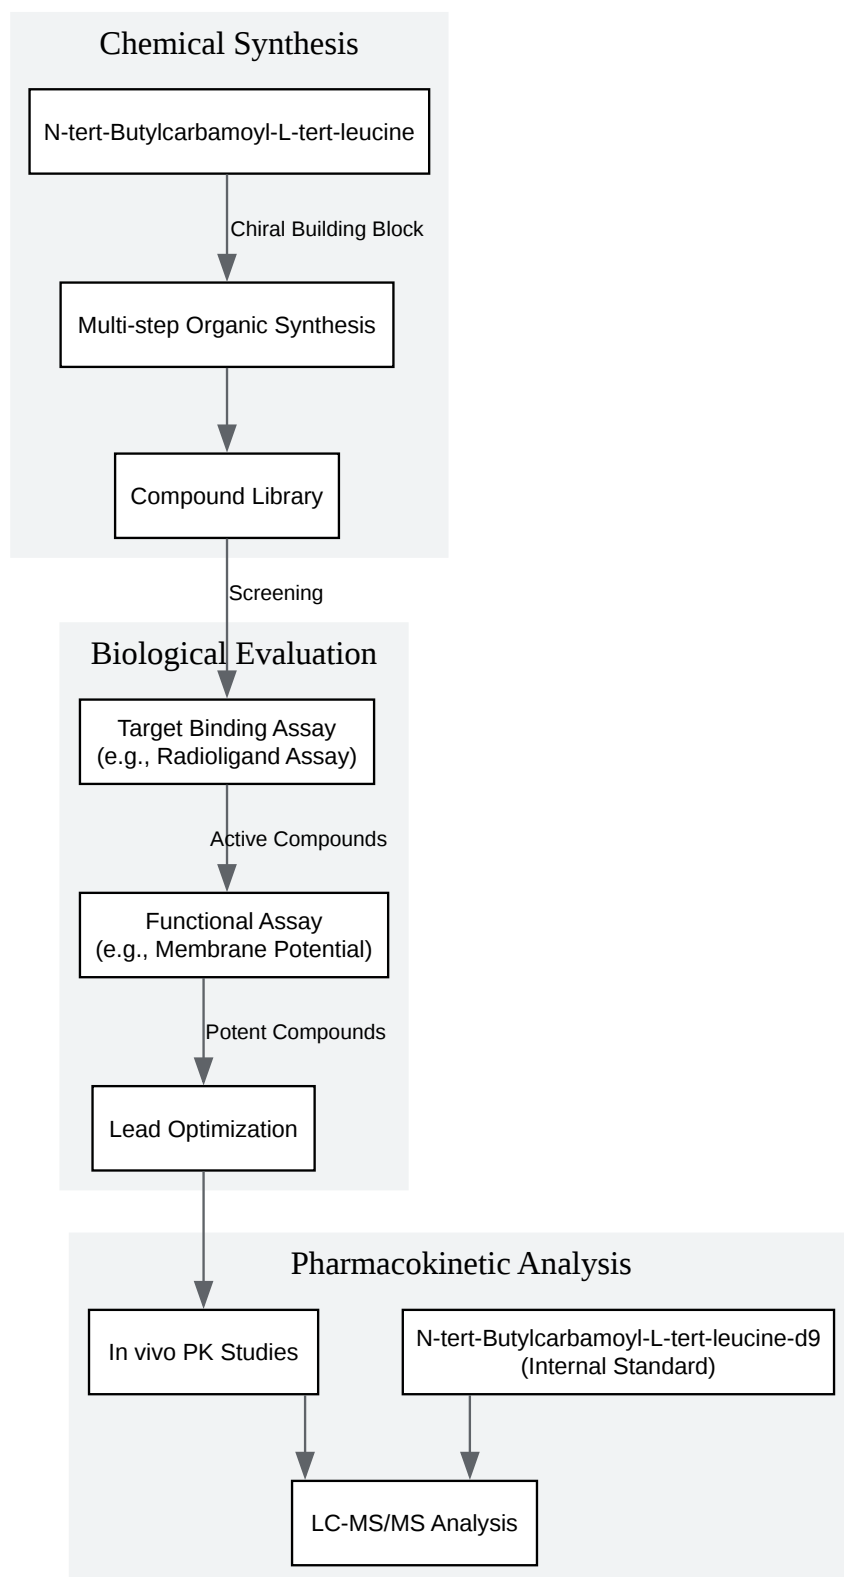 Chemical Synthesis
N-tert-Butylcarbamoyl-L-tert-leucine
Chiral Building Block
Multi-step Organic Synthesis
Compound Library
Screening
Biological Evaluation
Target Binding Assay
(e.g., Radioligand Assay)
Active Compounds
Functional Assay
(e.g., Membrane Potential)
Potent Compounds
Lead Optimization
Pharmacokinetic Analysis
In vivo PK Studies
N-tert-Butylcarbamoyl-L-tert-leucine-d9
(Internal Standard)
LC-MS/MS Analysis